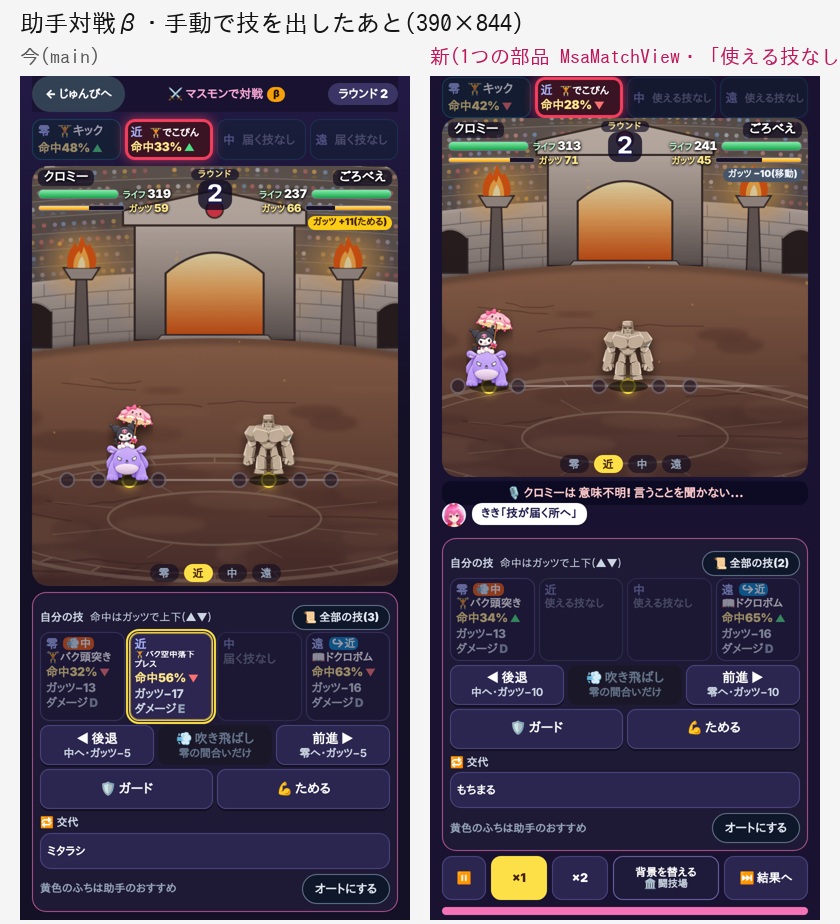 助手対戦β・手動で技を出したあと(390×844)
今(main)
← じゅんびへ
⚔️ マスモンで対戦 β
ラウンド 2
零 🏋キック
命中48% ▲
近 🏋でこぴん
命中33% ▲
中 届く技なし
遠 届く技なし
クロミー
ラウンド
2
ごろべえ
ライフ 319
ガッツ 59
ライフ 237
ガッツ 66
ガッツ +11(ためる)
零 近 中 遠
自分の技 命中はガッツで上下(▲▼)
📜 全部の技(3)
零 💨中
🏋バク頭突き
命中32% ▼
ガッツ−13
ダメージD
近
🏋バク空中落下プレス
命中56% ▼
ガッツ−17
ダメージE
中
届く技なし
遠 ↪近
📖ドクロボム
命中63% ▼
ガッツ−16
ダメージD
◀ 後退
中へ・ガッツ−5
💨 吹き飛ばし
零の間合いだけ
前進 ▶
零へ・ガッツ−5
🛡️ ガード
💪 ためる
🔁 交代
ミタラシ
黄色のふちは助手のおすすめ
オートにする
新(1つの部品 MsaMatchView・「使える技なし
零 🏋キック
命中42% ▼
近 🏋でこぴん
命中28% ▼
中 使える技なし
遠 使える技なし
クロミー
ラウンド
2
ごろべえ
ライフ 313
ガッツ 71
ライフ 241
ガッツ 45
ガッツ −10(移動)
零 近 中 遠
🎙️ クロミーは 意味不明! 言うことを聞かない…
きき「技が届く所へ」
自分の技 命中はガッツで上下(▲▼)
📜 全部の技(2)
零 💨中
🏋バク頭突き
命中34% ▲
ガッツ−13
ダメージD
近
使える技なし
中
使える技なし
遠 ↪近
📖ドクロボム
命中65% ▲
ガッツ−16
ダメージD
◀ 後退
中へ・ガッツ−10
💨 吹き飛ばし
零の間合いだけ
前進 ▶
零へ・ガッツ−10
🛡️ ガード
💪 ためる
🔁 交代
もちまる
黄色のふちは助手のおすすめ
オートにする
⏸
×1
×2
背景を替える
🏛️ 闘技場
⏭ 結果へ